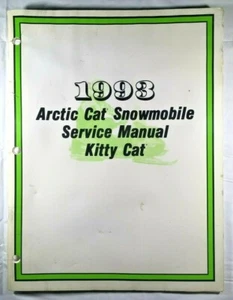 1993
Arctic Cat Snowmobile
Service Manual
Kitty Cat